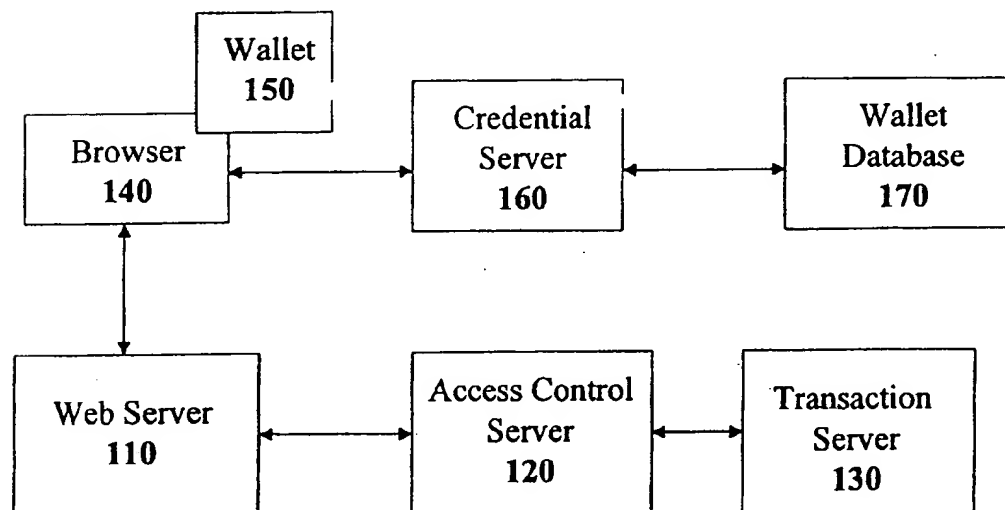 Wallet
150
Browser
140
Credential
Server
160
Wallet
Database
170
Web Server
110
Access Control
Server
120
Transaction
Server
130